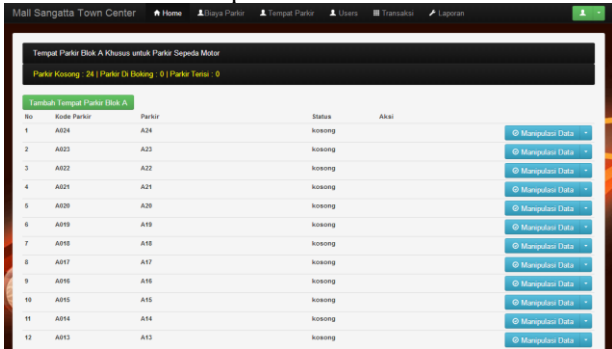 Mall Sangatta Town Center Home Biaya Parkir Tempat Parkir Users Transaksi Laporan
Tempat Parkir Blok A Khusus untuk Parkir Sepeda Motor
Parkir Kosong : 24 | Parkir Di Boking : 0 | Parkir Terisi : 0
Tambah Tempat Parkir Blok A
No Kode Parkir Parkir Status Aksi
1 A024 A24 kosong Manipulasi Data
2 A023 A23 kosong Manipulasi Data
3 A022 A22 kosong Manipulasi Data
4 A021 A21 kosong Manipulasi Data
5 A020 A20 kosong Manipulasi Data
6 A019 A19 kosong Manipulasi Data
7 A018 A18 kosong Manipulasi Data
8 A017 A17 kosong Manipulasi Data
9 A016 A16 kosong Manipulasi Data
10 A015 A15 kosong Manipulasi Data
11 A014 A14 kosong Manipulasi Data
12 A013 A13 kosong Manipulasi Data